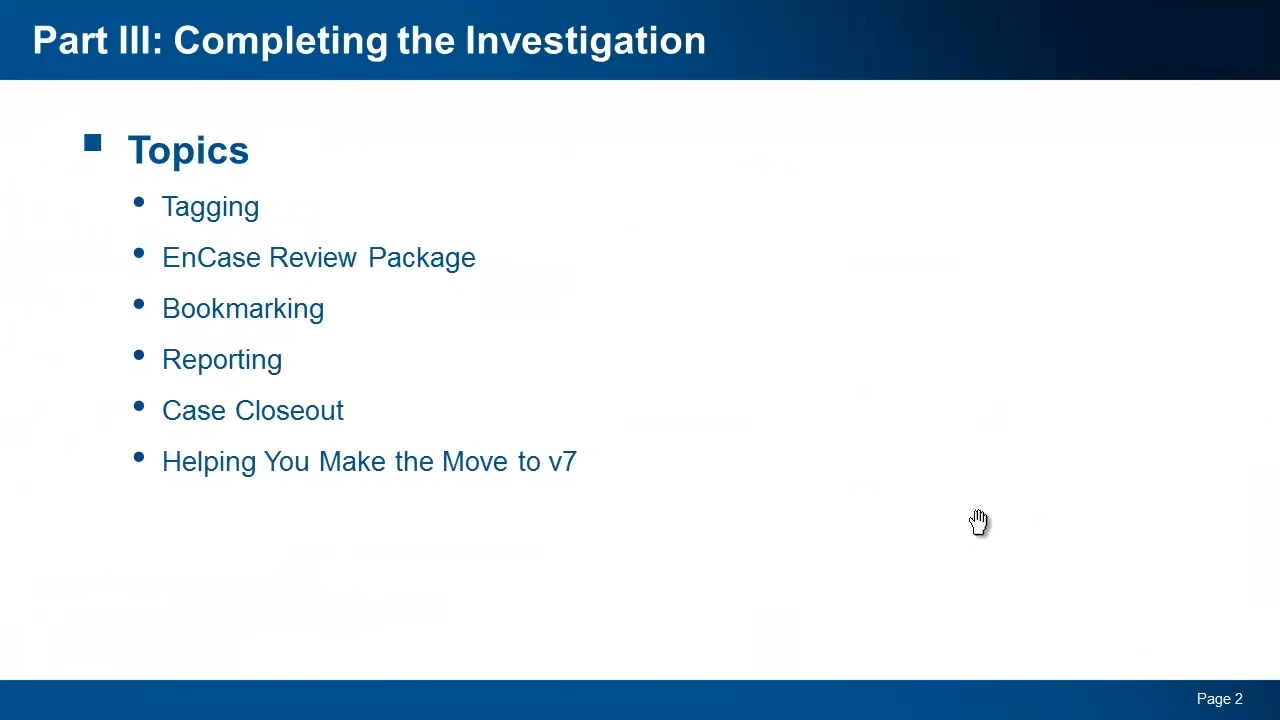 Part III: Completing the Investigation
Topics
Tagging
EnCase Review Package
Bookmarking
Reporting
Case Closeout
Helping You Make the Move to v7
Page 2